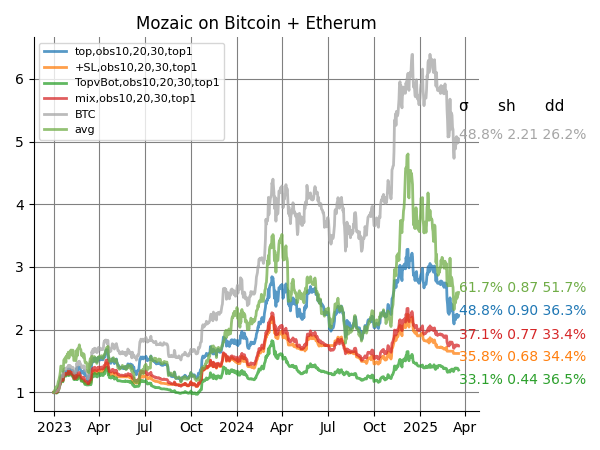 Mozaic on Bitcoin + Etherum
top,obs10,20,30,top1
+SL,obs10,20,30,top1
TopvBot,obs10,20,30,top1
mix,obs10,20,30,top1
BTC
avg
6
5
4
3
2
1
σ sh dd
48.8% 2.21 26.2%
61.7% 0.87 51.7%
48.8% 0.90 36.3%
37.1% 0.77 33.4%
35.8% 0.68 34.4%
33.1% 0.44 36.5%
2023 Apr Jul Oct 2024 Apr Jul Oct 2025 Apr